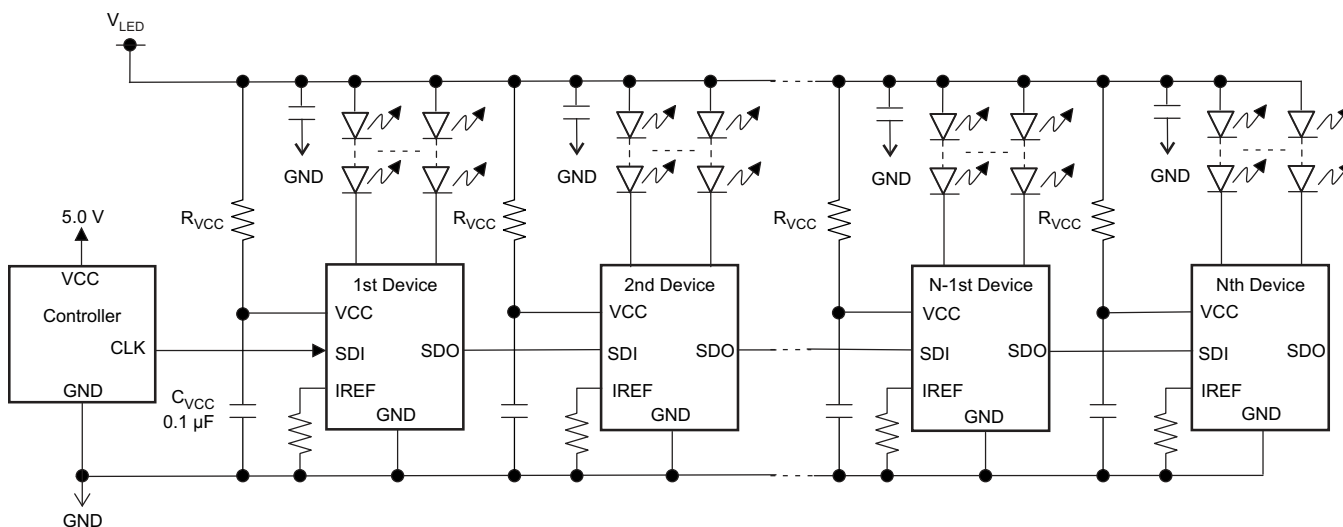 VLED
GND
GND
GND
GND
RVCC
RVCC
RVCC
RVCC
5.0 V
VCC
Controller
CLK
GND
CVCC
0.1 µF
1st Device
VCC
SDI
SDO
IREF
GND
2nd Device
VCC
SDI
SDO
IREF
GND
N-1st Device
VCC
SDI
SDO
IREF
GND
Nth Device
VCC
SDI
SDO
IREF
GND
GND